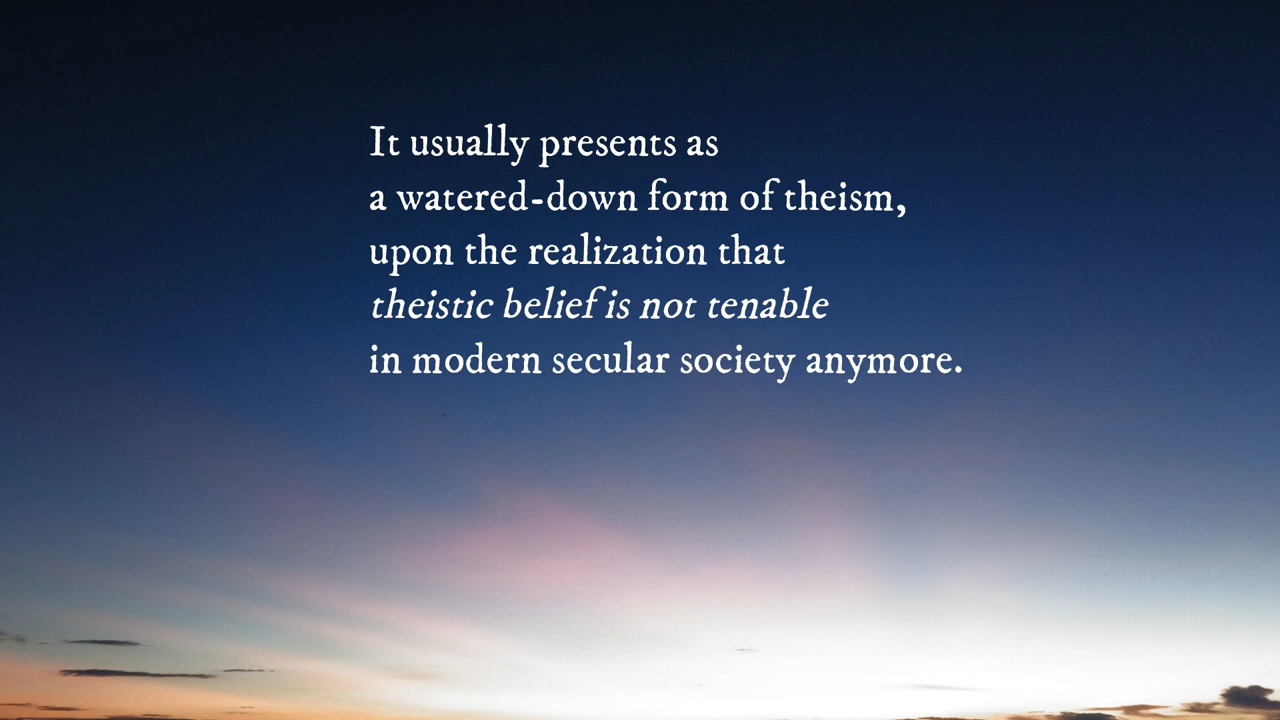 It usually presents as
a watered-down form of theism,
upon the realization that
theistic belief is not tenable
in modern secular society anymore.